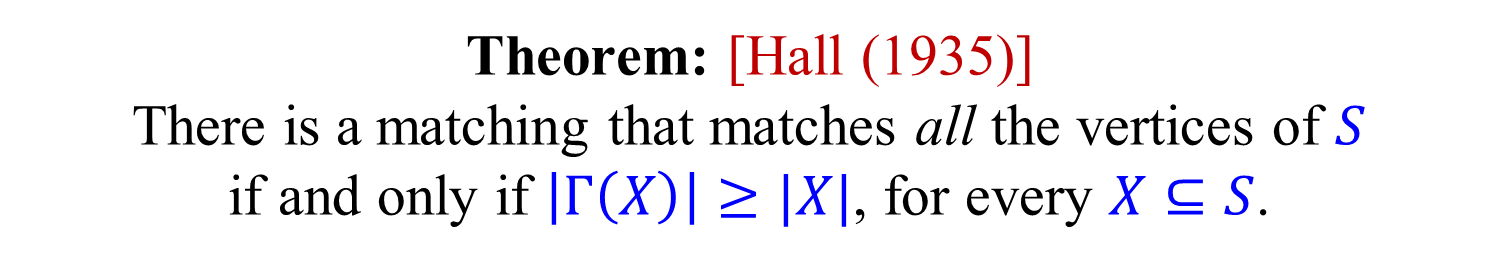 Theorem: [Hall (1935)]
There is a matching that matches all the vertices of S
if and only if |Γ(X)| ≥ |X|, for every X ⊆ S.